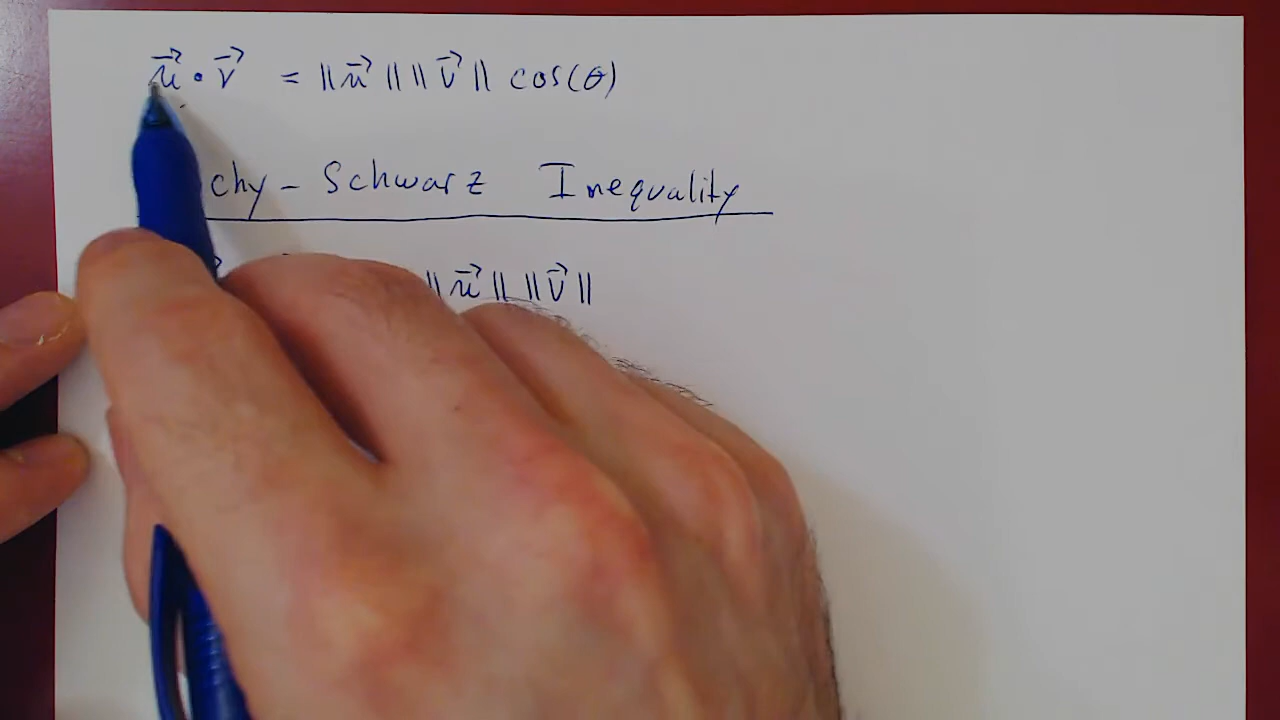 u⃗ • v⃗ = ‖u⃗‖ ‖v⃗‖ cos(θ)
chy - Schwarz Inequality
‖u⃗‖ ‖v⃗‖